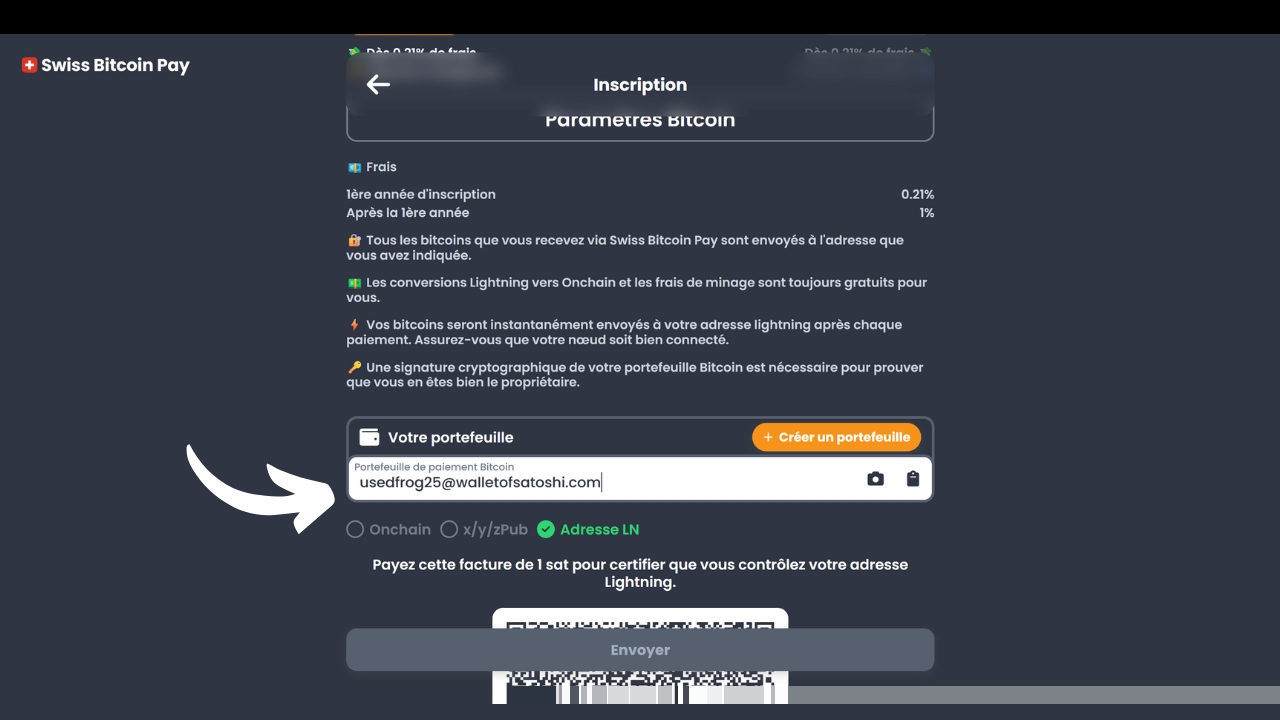 Dès 0.21% de frais
Dès 0.21% de frais
Swiss Bitcoin Pay
Inscription
Paramètres Bitcoin
Frais
1ère année d'inscription 0.21%
Après la 1ère année 1%
Tous les bitcoins que vous recevez via Swiss Bitcoin Pay sont envoyés à l'adresse que
vous avez indiquée.
Les conversions Lightning vers Onchain et les frais de minage sont toujours gratuits pour
vous.
Vos bitcoins seront instantanément envoyés à votre adresse lightning après chaque
paiement. Assurez-vous que votre nœud soit bien connecté.
Une signature cryptographique de votre portefeuille Bitcoin est nécessaire pour prouver
que vous en êtes bien le propriétaire.
Votre portefeuille
+ Créer un portefeuille
Portefeuille de paiement Bitcoin
usedfrog25@walletofsatoshi.com
Onchain x/y/zPub Adresse LN
Payez cette facture de 1 sat pour certifier que vous contrôlez votre adresse
Lightning.
Envoyer